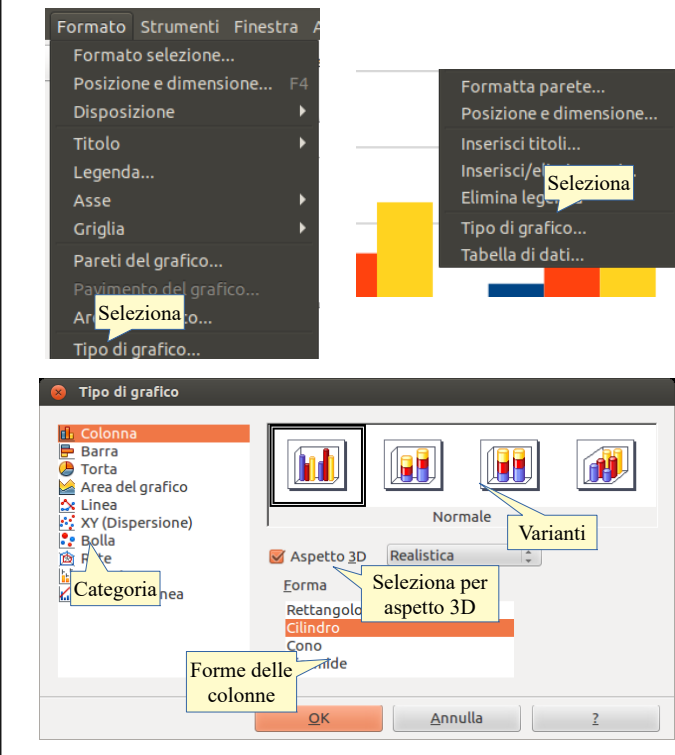 Formato Strumenti Finestra
Formato selezione...
Posizione e dimensione... F4
Disposizione
Titolo
Legenda...
Asse
Griglia
Pareti del grafico...
Pavimento del grafico...
Seleziona
Tipo di grafico...
Formatta parete...
Posizione e dimensione...
Inserisci titoli...
Seleziona
Elimina
Tipo di grafico...
Tabella di dati...
Tipo di grafico
Colonna
Barra
Torta
Area del grafico
Linea
XY (Dispersione)
Bolla
Categoria
Normale
Varianti
Aspetto 3D Realistica
Seleziona per
aspetto 3D
Forma
Rettangolo
Cilindro
Cono
Forme delle
colonne
OK Annulla ?